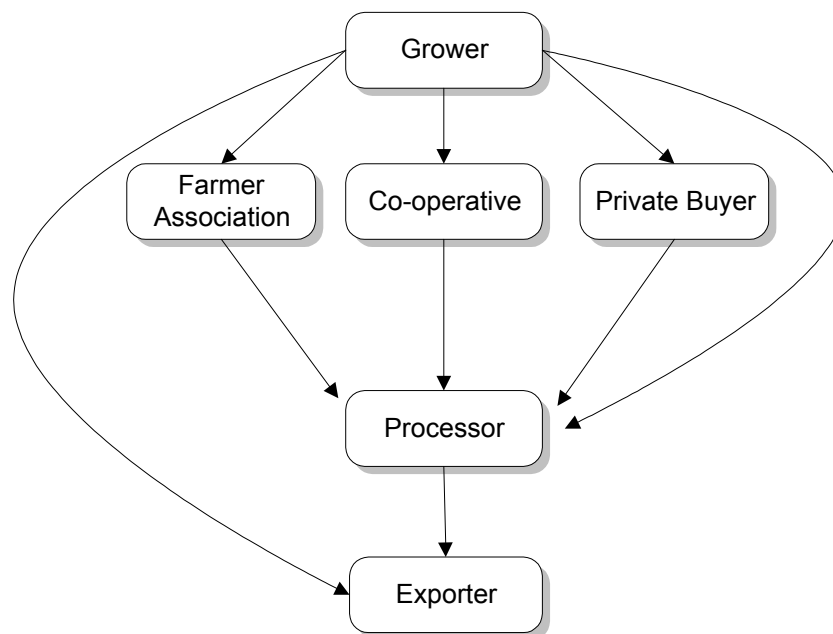 Grower
Farmer
Association
Co-operative
Private Buyer
Processor
Exporter